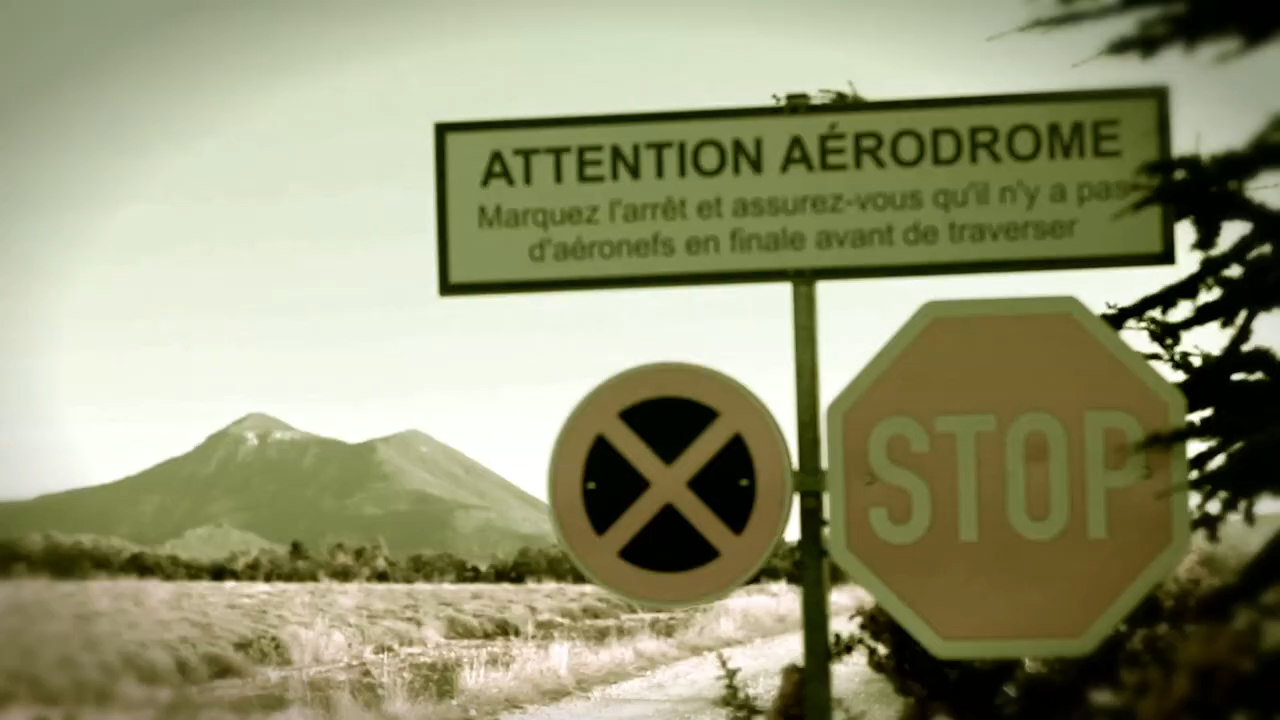 ATTENTION AÉRODROME
Marquez l'arrêt et assurez-vous qu'il n'y a pas
d'aéronefs en finale avant de traverser
STOP